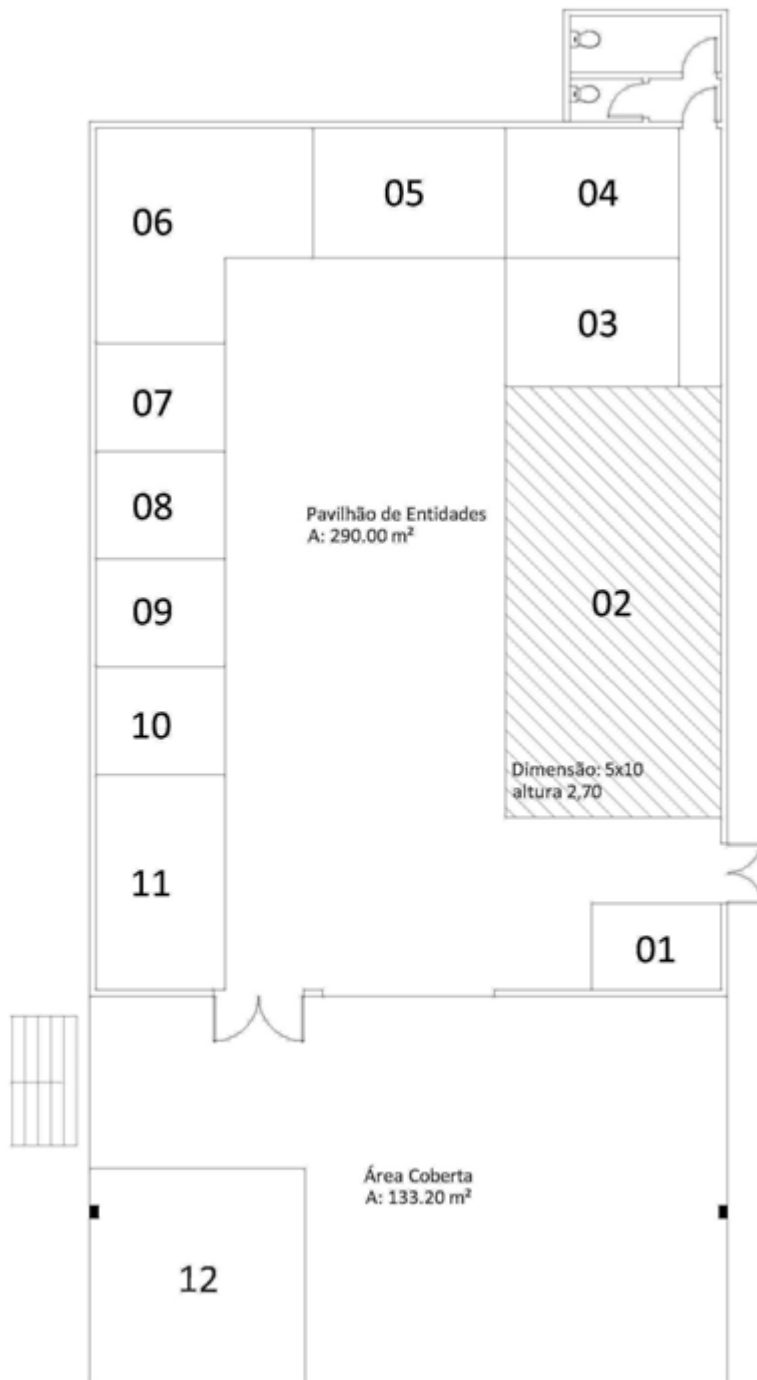 06
05
04
03
07
08
Pavilhão de Entidades
A: 290.00 m²
02
09
10
Dimensão: 5x10
altura 2,70
11
01
Área Coberta
A: 133.20 m²
12